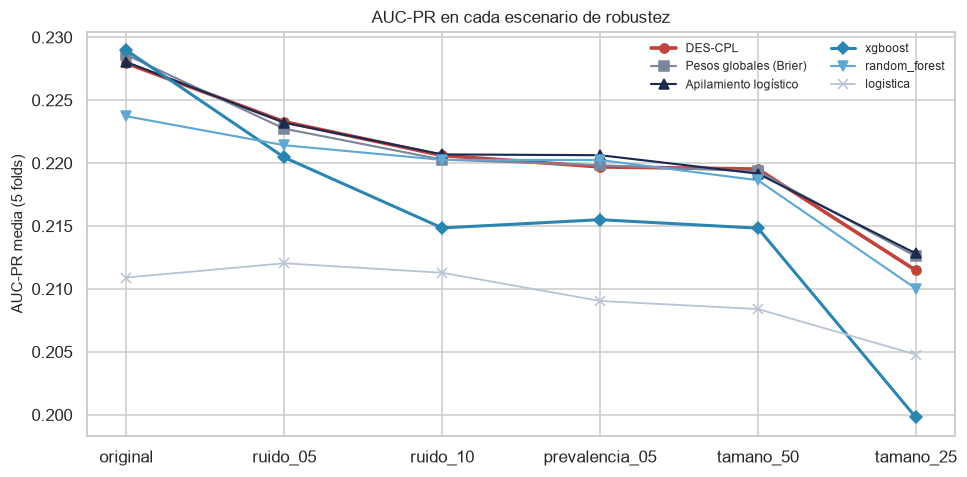 AUC-PR en cada escenario de robustez
AUC-PR media (5 folds)
0.230
0.225
0.220
0.215
0.210
0.205
0.200
DES-CPL
Pesos globales (Brier)
Apilamiento logístico
xgboost
random_forest
logistica
original
ruido_05
ruido_10
prevalencia_05
tamano_50
tamano_25